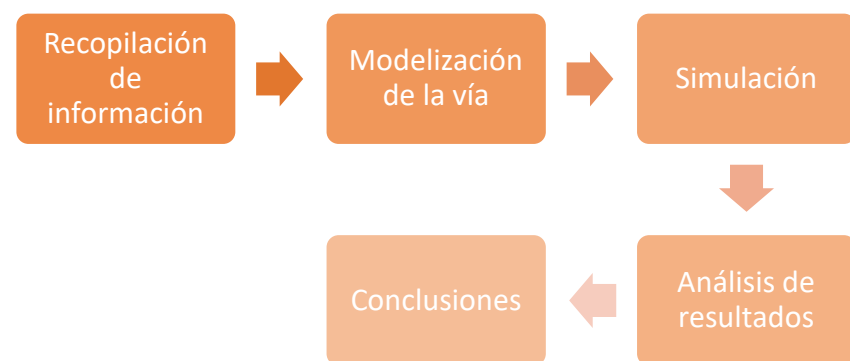 Recopilación
de
información
Modelización
de la vía
Simulación
Análisis de
resultados
Conclusiones